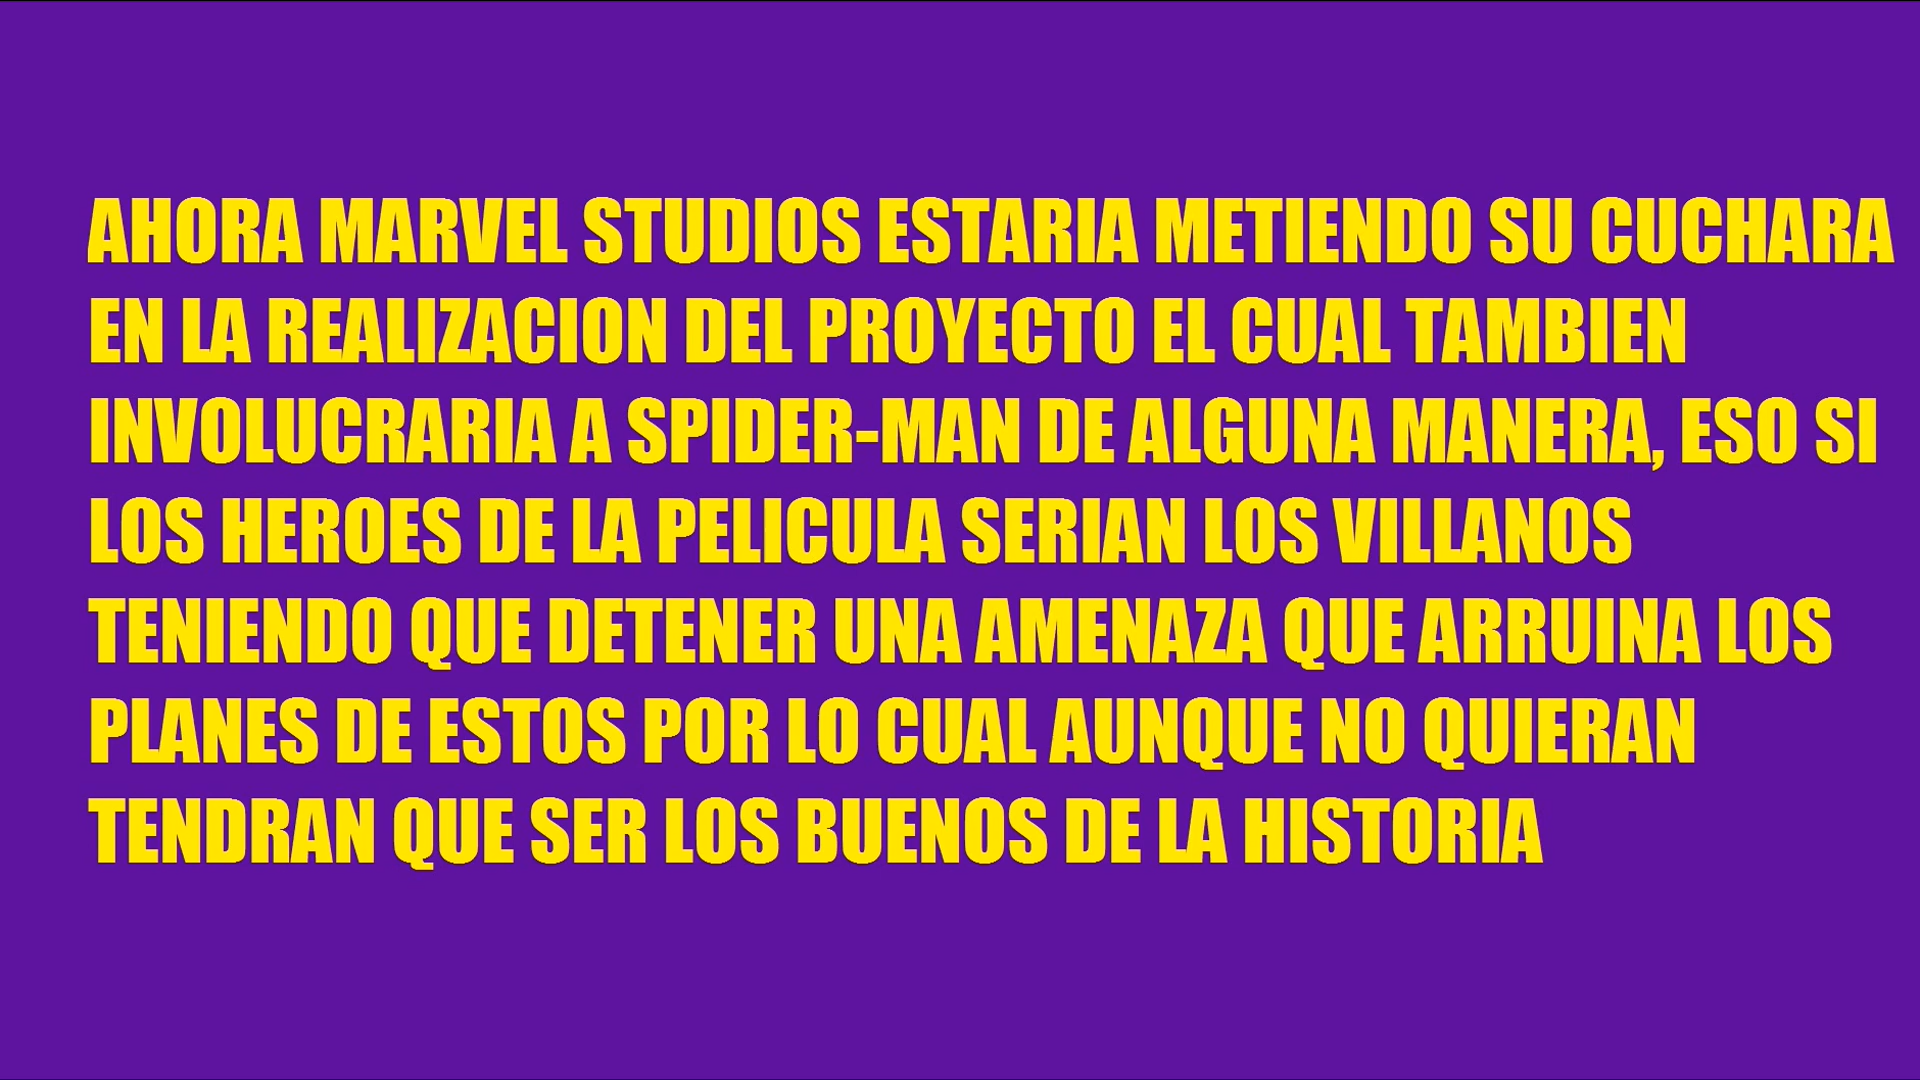 AHORA MARVEL STUDIOS ESTARIA METIENDO SU CUCHARA
EN LA REALIZACION DEL PROYECTO EL CUAL TAMBIEN
INVOLUCRARIA A SPIDER-MAN DE ALGUNA MANERA, ESO SI
LOS HEROES DE LA PELICULA SERIAN LOS VILLANOS
TENIENDO QUE DETENER UNA AMENAZA QUE ARRUINA LOS
PLANES DE ESTOS POR LO CUAL AUNQUE NO QUIERAN
TENDRAN QUE SER LOS BUENOS DE LA HISTORIA